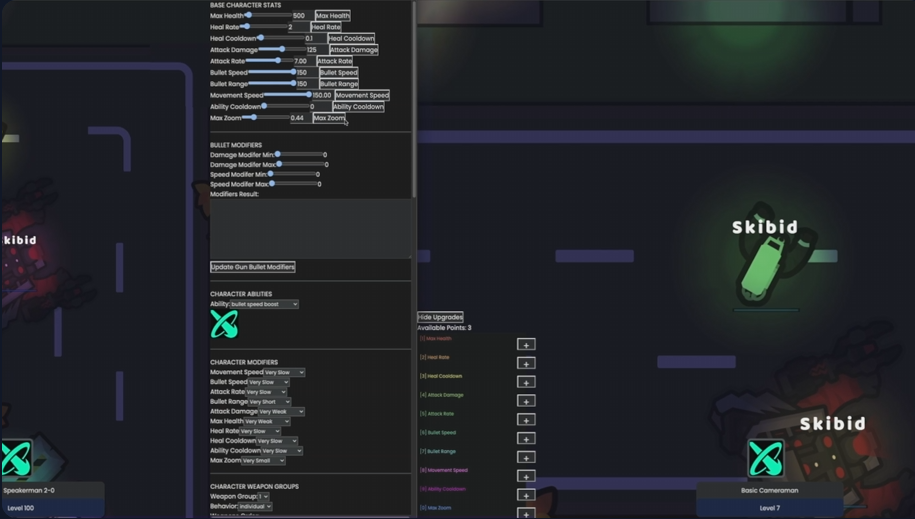 BASE CHARACTER STATS
Max Health 500 Max Health
Heal Rate 2 Heal Rate
Heal Cooldown 0.1 Heal Cooldown
Attack Damage 125 Attack Damage
Attack Rate 7.00 Attack Rate
Bullet Speed 150 Bullet Speed
Bullet Range 150 Bullet Range
Movement Speed 150.00 Movement Speed
Ability Cooldown 0 Ability Cooldown
Max Zoom 0.44 Max Zoom
BULLET MODIFIERS
Damage Modifer Min: 0
Damage Modifer Max: 0
Speed Modifer Min: 0
Speed Modifer Max: 0
Modifiers Result:
Update Gun Bullet Modifiers
CHARACTER ABILITIES
Ability: bullet speed boost
CHARACTER MODIFIERS
Movement Speed Very Slow
Bullet Speed Very Slow
Attack Rate Very Slow
Bullet Range Very Short
Attack Damage Very Weak
Max Health Very Weak
Heal Rate Very Slow
Heal Cooldown Very Slow
Ability Cooldown Very Slow
Max Zoom Very Small
CHARACTER WEAPON GROUPS
Weapon Group: 1
Behavior: Individual
kibid
Speakerman 2-0
Level 100
Hide Upgrades
Available Points: 3
[1] Max Health +
[2] Heal Rate +
[3] Heal Cooldown +
[4] Attack Damage +
[5] Attack Rate +
[6] Bullet Speed +
[7] Bullet Range +
[8] Movement Speed +
[9] Ability Cooldown +
[0] Max Zoom +
Skibid
Skibid
Basic Cameraman
Level 7